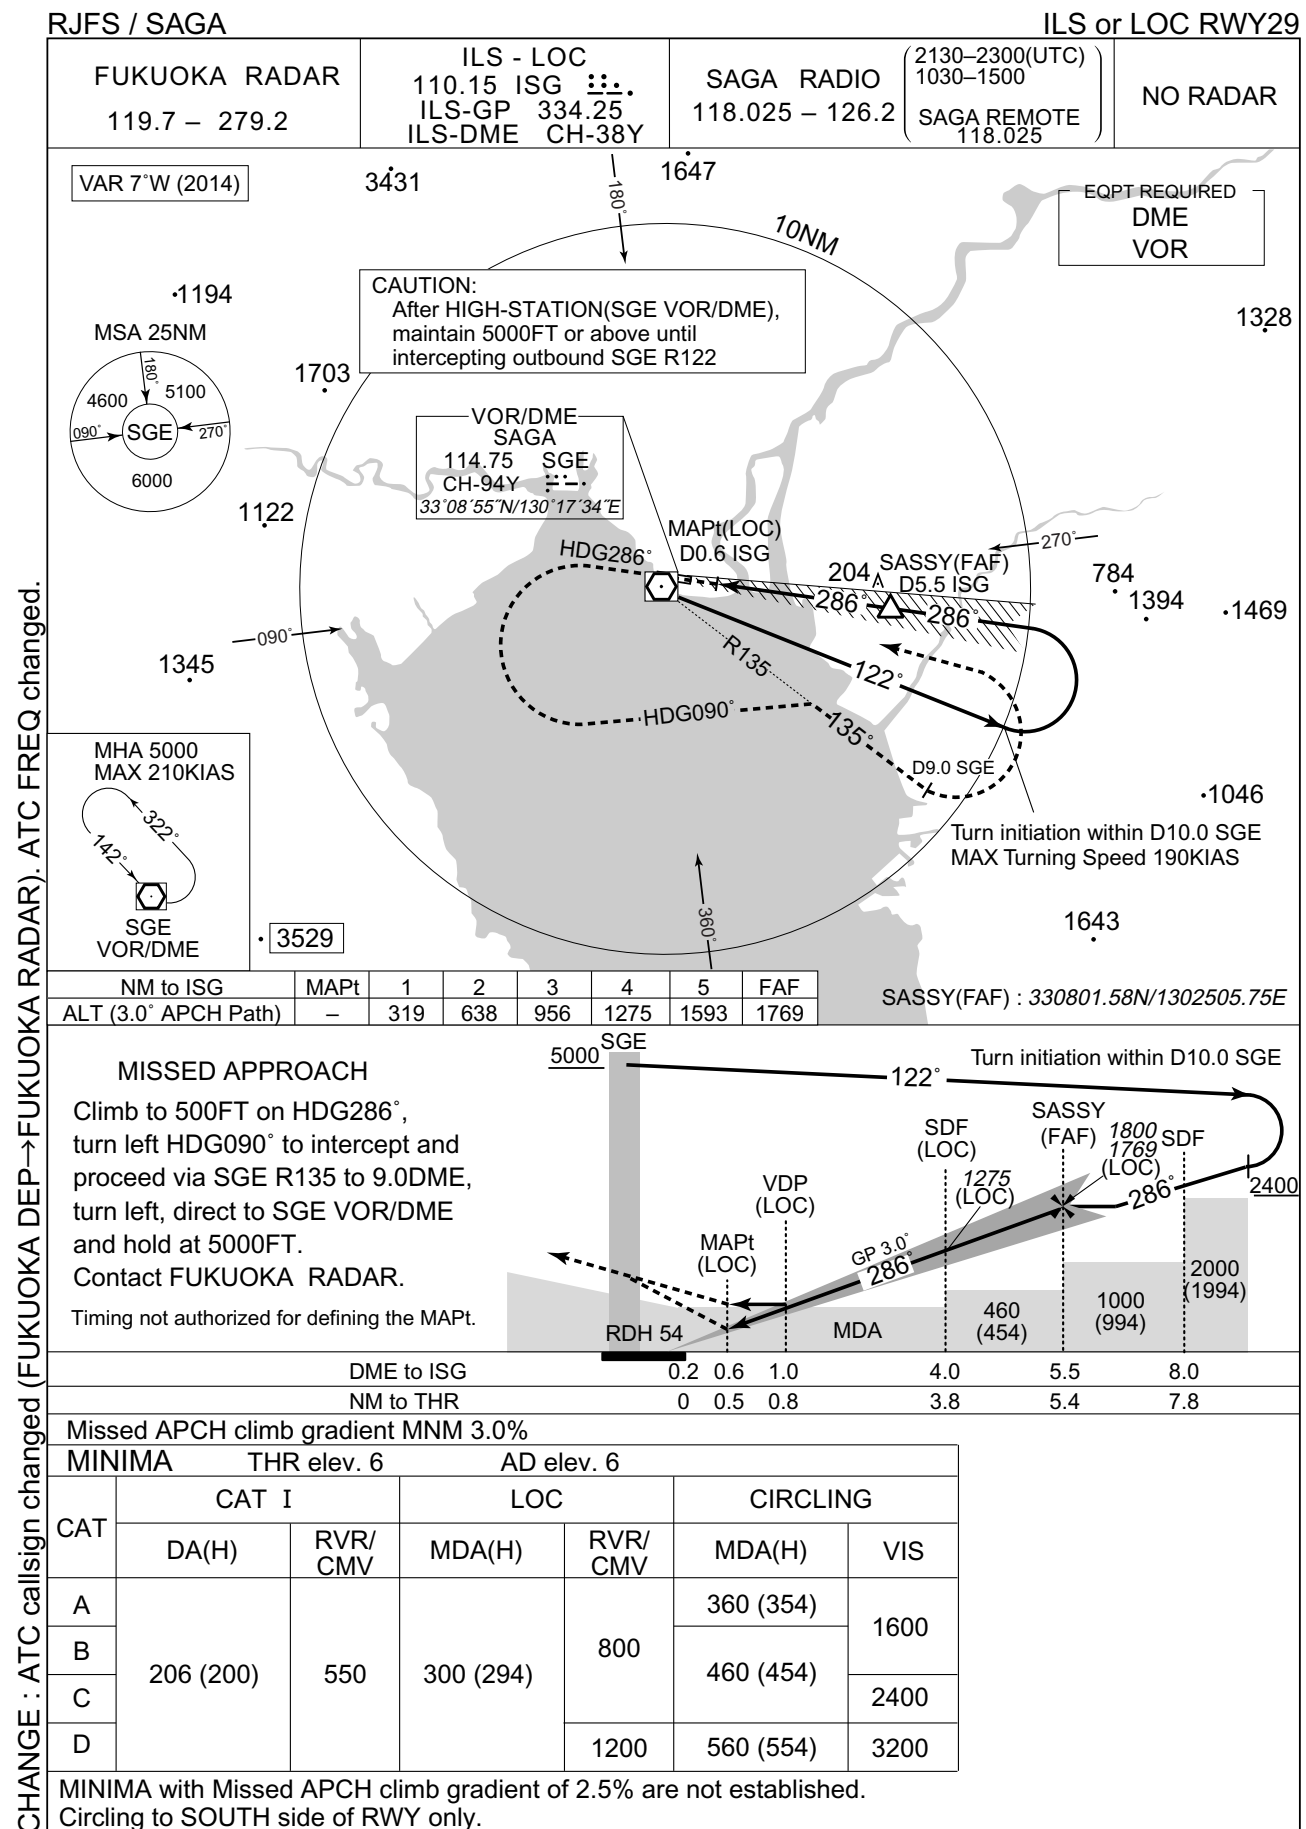 RJFS / SAGA
ILS or LOC RWY29
FUKUOKA RADAR
119.7 – 279.2
ILS - LOC
110.15 ISG
ILS-GP 334.25
ILS-DME CH-38Y
SAGA RADIO
118.025 – 126.2
2130–2300(UTC)
1030–1500
SAGA REMOTE
118.025
NO RADAR
VAR 7°W (2014)
3431
180°
1647
EQPT REQUIRED
DME
VOR
10NM
CAUTION:
After HIGH-STATION(SGE VOR/DME),
maintain 5000FT or above until
intercepting outbound SGE R122
1194
1328
MSA 25NM
180°
4600
5100
090°
SGE
270°
6000
1703
VOR/DME
SAGA
114.75 SGE
CH-94Y
33°08´55˝N/130°17´34˝E
1122
MAPt(LOC)
D0.6 ISG
HDG286°
270°
204
SASSY(FAF)
D5.5 ISG
784
1394
1469
286°
286°
090°
R135
122°
1345
HDG090°
135°
D9.0 SGE
1046
MHA 5000
MAX 210KIAS
322°
142°
SGE
VOR/DME
Turn initiation within D10.0 SGE
MAX Turning Speed 190KIAS
360°
1643
3529
NM to ISG MAPt 1 2 3 4 5 FAF
ALT (3.0° APCH Path) – 319 638 956 1275 1593 1769
SASSY(FAF) : 330801.58N/1302505.75E
MISSED APPROACH
Climb to 500FT on HDG286°,
turn left HDG090° to intercept and
proceed via SGE R135 to 9.0DME,
turn left, direct to SGE VOR/DME
and hold at 5000FT.
Contact FUKUOKA RADAR.
Timing not authorized for defining the MAPt.
SGE
5000
Turn initiation within D10.0 SGE
122°
SASSY
(FAF)
1800
1769
(LOC)
SDF
SDF
(LOC)
1275
(LOC)
286°
2400
VDP
(LOC)
MAPt
(LOC)
GP 3.0°
286°
2000
(1994)
1000
(994)
460
(454)
MDA
RDH 54
DME to ISG 0.2 0.6 1.0 4.0 5.5 8.0
NM to THR 0 0.5 0.8 3.8 5.4 7.8
Missed APCH climb gradient MNM 3.0%
MINIMA THR elev. 6 AD elev. 6
CAT CAT I LOC CIRCLING
DA(H) RVR/CMV MDA(H) RVR/CMV MDA(H) VIS
A 360 (354)
1600
B 206 (200) 550 300 (294) 800 460 (454)
C 2400
D 1200 560 (554) 3200
MINIMA with Missed APCH climb gradient of 2.5% are not established.
Circling to SOUTH side of RWY only.
CHANGE : ATC callsign changed (FUKUOKA DEP→FUKUOKA RADAR). ATC FREQ changed.